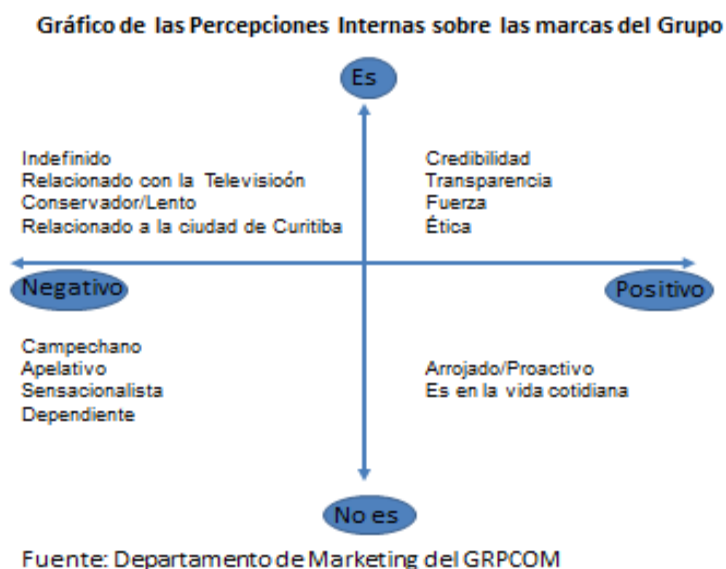 Gráfico de las Percepciones Internas sobre las marcas del Grupo
Es
Indefinido
Relacionado con la Televisioón
Conservador/Lento
Relacionado a la ciudad de Curitiba
Credibilidad
Transparencia
Fuerza
Ética
Negativo
Positivo
Campechano
Apelativo
Sensacionalista
Dependiente
Arrojado/Proactivo
Es en la vida cotidiana
No es
Fuente: Departamento de Marketing del GRPCOM